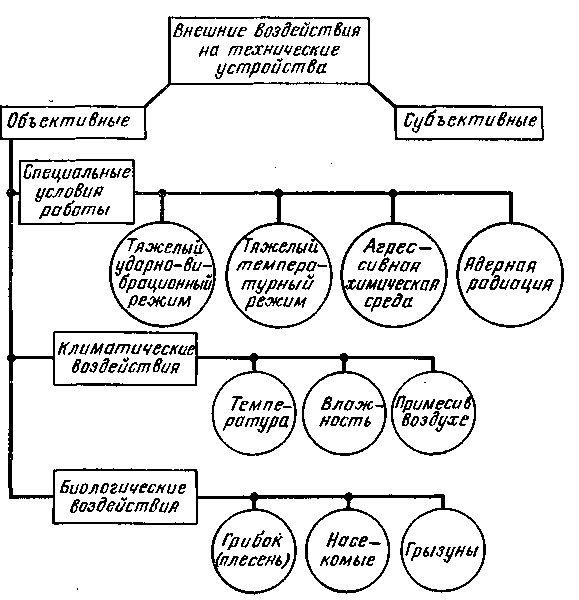 Внешние воздействия
на технические
устройства
Объективные
Субъективные
Специальные
условия
работы
Тяжелый
ударно-ви-
брационный
режим
Тяжелый
темпера-
турный
режим
Агрес-
сивная
химическая
среда
Ядерная
радиация
Климатические
воздействия
Темпе-
ратура
Влаж-
ность
Примеси в
воздухе
Биологические
воздействия
Грибок
(плесень)
Насе-
комые
Грызуны